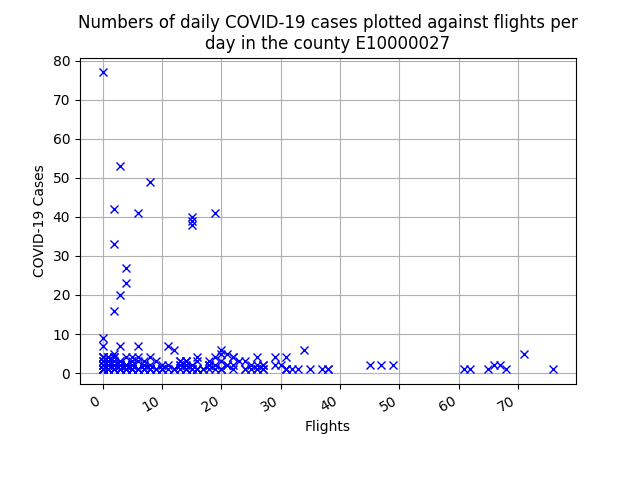 Numbers of daily COVID-19 cases plotted against flights per
day in the county E10000027
80
70
60
50
40
30
20
10
0
COVID-19 Cases
0 10 20 30 40 50 60 70
Flights